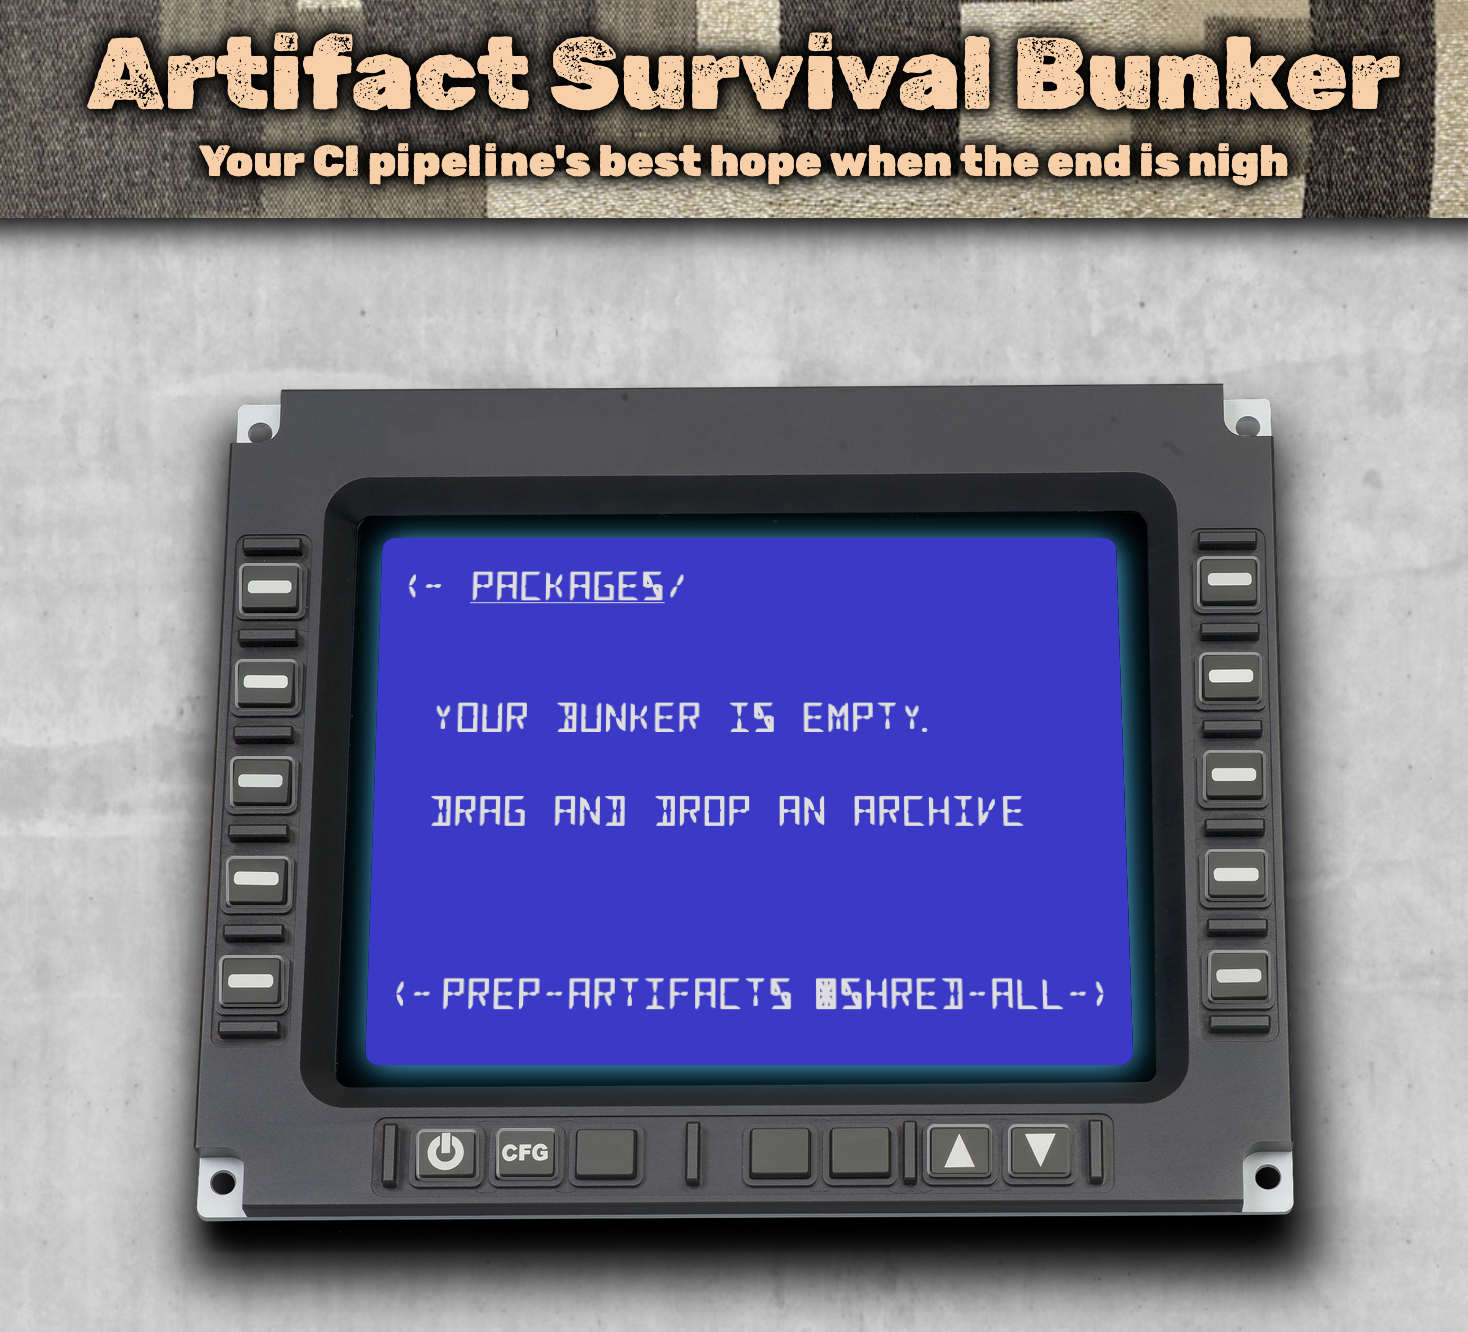 Artifact Survival Bunker
Your CI pipeline's best hope when the end is nigh
<- PACKAGES/
YOUR BUNKER IS EMPTY.
DRAG AND DROP AN ARCHIVE
<-PREP-ARTIFACTS SHRED-ALL->
CFG